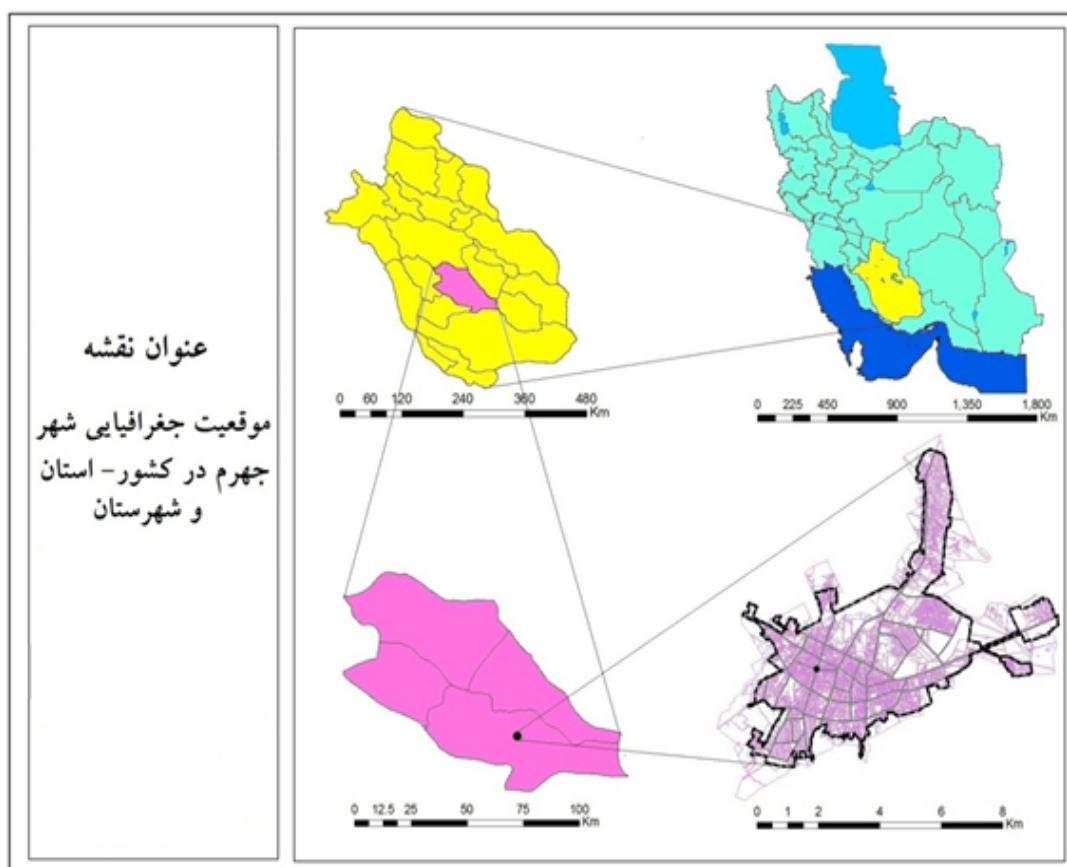 عنوان نقشه
موقعیت جغرافیایی شهر
جهرم در کشور- استان
و شهرستان
0 60 120 240 360 480
Km
0 225 450 900 1,350 1,800
Km
0 12.5 25 50 75 100
Km
0 1 2 4 6 8
Km